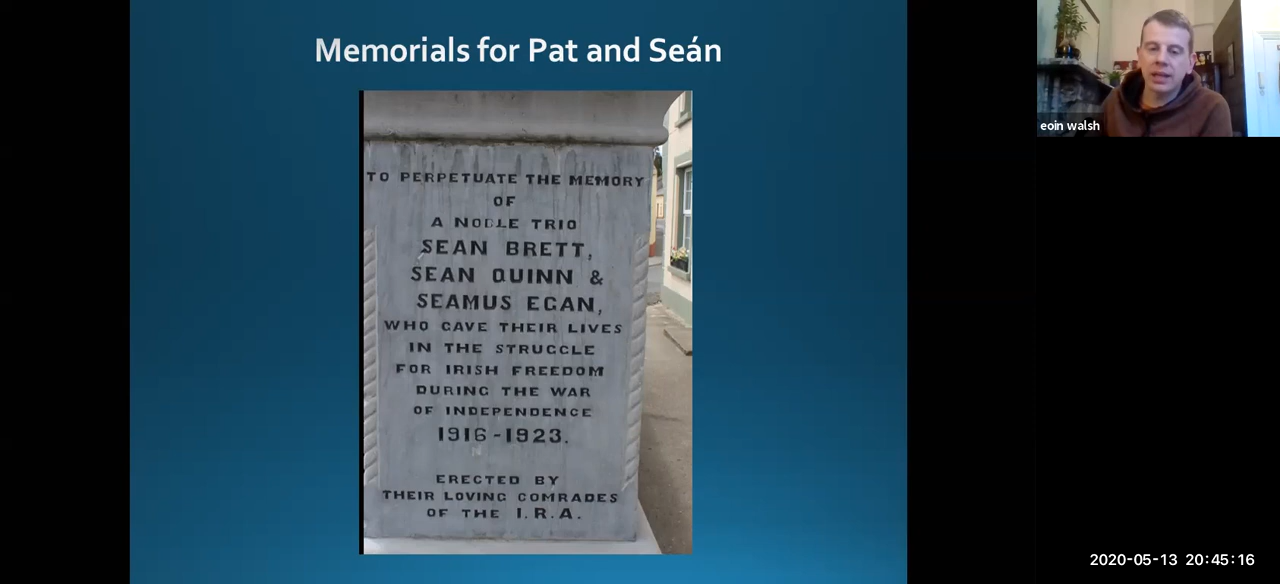 Memorials for Pat and Seán
TO PERPETUATE THE MEMORY
OF
A NOBLE TRIO
SEAN BRETT,
SEAN QUINN &
SEAMUS EGAN,
WHO GAVE THEIR LIVES
IN THE STRUGGLE
FOR IRISH FREEDOM
DURING THE WAR
OF INDEPENDENCE
1916-1923.
ERECTED BY
THEIR LOVING COMRADES
OF THE I.R.A.
eoin walsh
2020-05-13 20:45:16